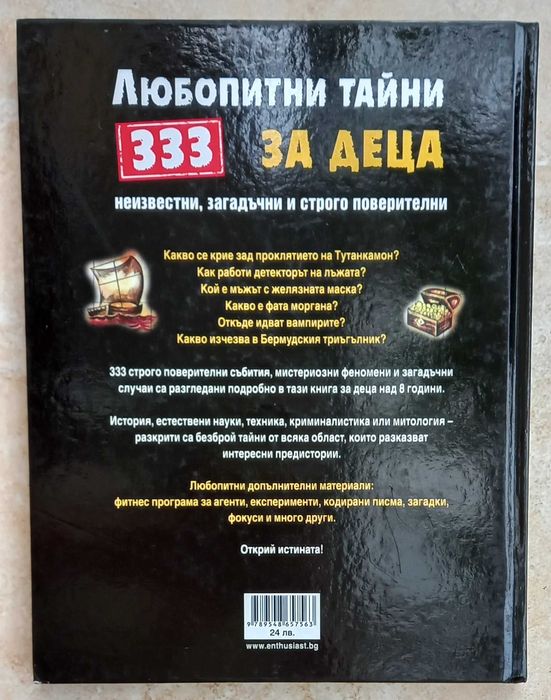 ЛЮБОПИТНИ ТАЙНИ
333 ЗА ДЕЦА
неизвестни, загадъчни и строго поверителни
Какво се крие зад проклятието на Тутанкамон?
Как работи детекторът на лъжата?
Кой е мъжът с желязната маска?
Какво е фата моргана?
Откъде идват вампирите?
Какво изчезва в Бермудския триъгълник?
333 строго поверителни събития, мистериозни феномени и загадъчни
случаи са разгледани подробно в тази книга за деца над 8 години.
История, естествени науки, техника, криминалистика или митология –
разкрити са безброй тайни от всяка област, които разказват
интересни предистории.
Любопитни допълнителни материали:
фитнес програма за агенти, експерименти, кодирани писма, загадки,
фокуси и много други.
Открий истината!
9 789548 657563
24 лв.
www.enthusiast.bg